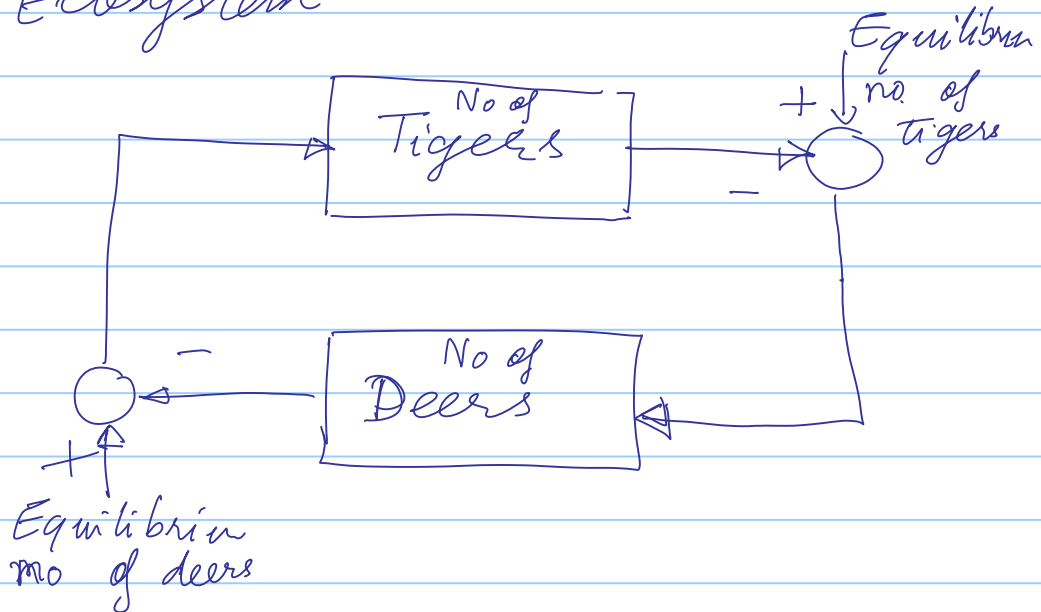 Ecosystem
Equilibrium
+ no. of
tigers
No of
Tigers
-
-
No of
Deers
+
Equilibrium
no of deers